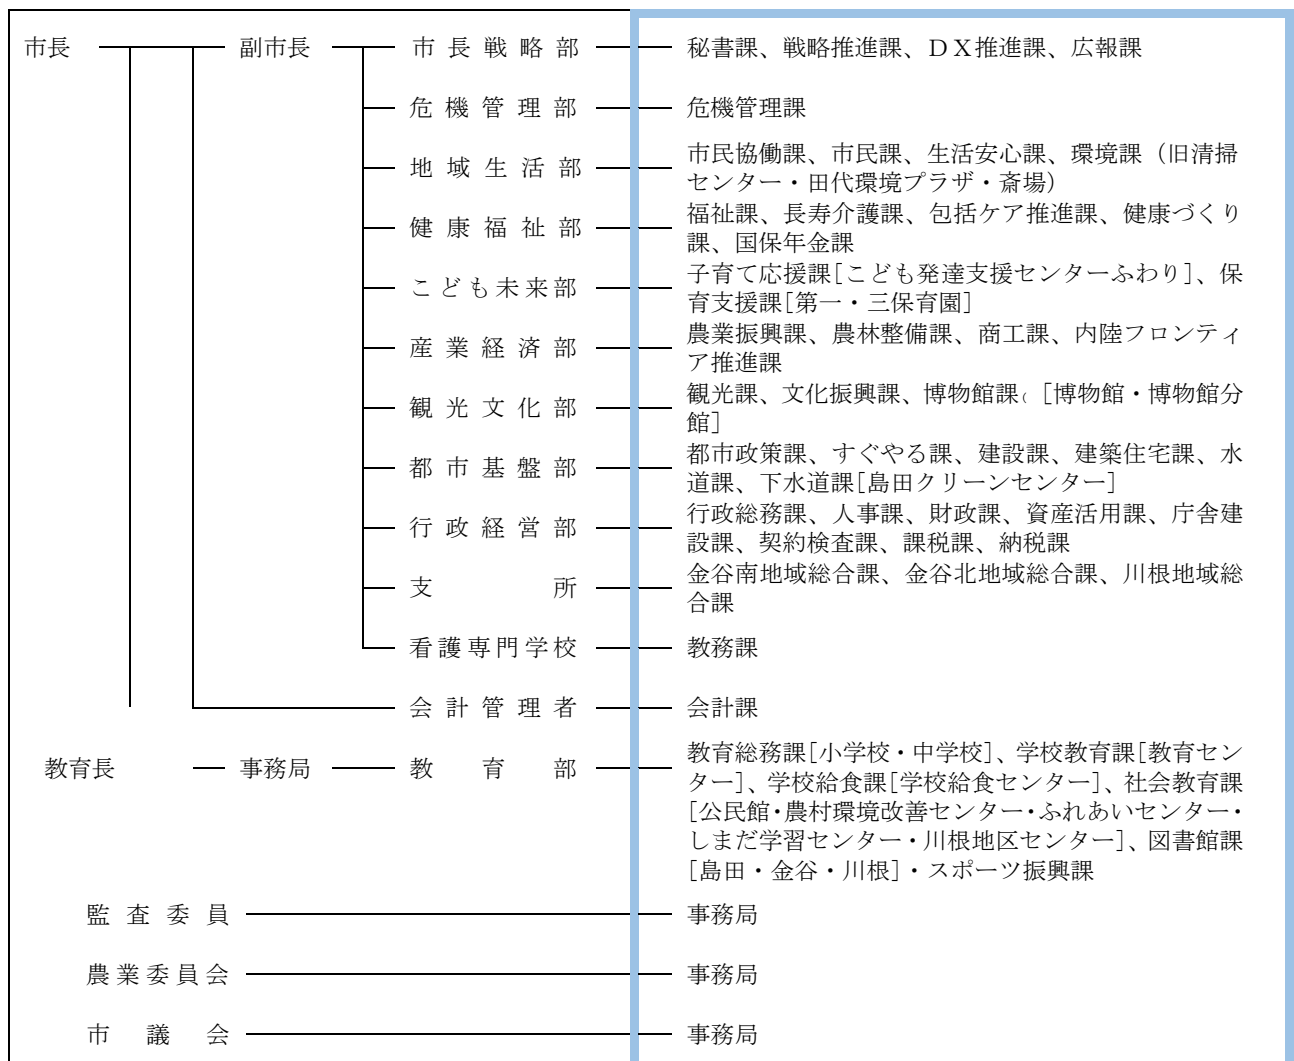 市長 副市長 市長戦略部 秘書課、戦略推進課、ＤＸ推進課、広報課
危機管理部 危機管理課
地域生活部 市民協働課、市民課、生活安心課、環境課（旧清掃
センター・田代環境プラザ・斎場）
健康福祉部 福祉課、長寿介護課、包括ケア推進課、健康づくり
課、国保年金課
こども未来部 子育て応援課[こども発達支援センターふわり]、保
育支援課[第一・三保育園]
産業経済部 農業振興課、農林整備課、商工課、内陸フロンティ
ア推進課
観光文化部 観光課、文化振興課、博物館課（［博物館・博物館分
館］
都市基盤部 都市政策課、すぐやる課、建設課、建築住宅課、水
道課、下水道課[島田クリーンセンター]
行政経営部 行政総務課、人事課、財政課、資産活用課、庁舎建
設課、契約検査課、課税課、納税課
支所 金谷南地域総合課、金谷北地域総合課、川根地域総
合課
看護専門学校 教務課
会計管理者 会計課
教育長 事務局 教育部 教育総務課[小学校・中学校]、学校教育課[教育セン
ター]、学校給食課[学校給食センター]、社会教育課
[公民館・農村環境改善センター・ふれあいセンター・
しまだ学習センター・川根地区センター]、図書館課
[島田・金谷・川根]・スポーツ振興課
監査委員 事務局
農業委員会 事務局
市議会 事務局